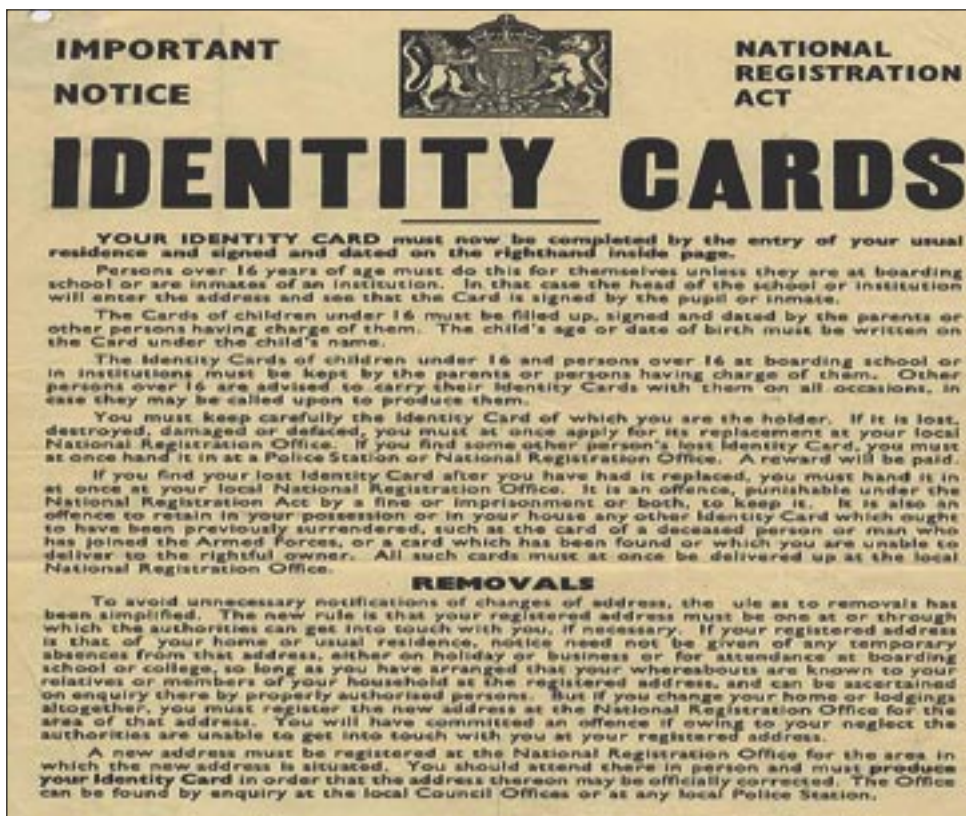 IMPORTANT
NOTICE
NATIONAL
REGISTRATION
ACT
IDENTITY CARDS
YOUR IDENTITY CARD must now be completed by the entry of your usual
residence and signed and dated on the righthand inside page.
Persons over 16 years of age must do this for themselves unless they are at boarding
school or are inmates of an institution. In that case the head of the school or institution
will enter the address and see that the Card is signed by the pupil or inmate.
The Cards of children under 16 must be filled up, signed and dated by the parents or
other persons having charge of them. The child's age or date of birth must be written on
the Card under the child's name.
The Identity Cards of children under 16 and persons over 16 at boarding school or
in institutions must be kept by the parents or persons having charge of them. Other
persons over 16 are advised to carry their Identity Cards with them on all occasions, in
case they may be called upon to produce them.
You must keep carefully the Identity Card of which you are the holder. If it is lost,
destroyed, damaged or defaced, you must at once apply for its replacement at your local
National Registration Office. If you find some other person's lost Identity Card, you must
at once hand it in at a Police Station or National Registration Office. A reward will be paid.
If you find your lost Identity Card after you have had it replaced, you must hand it in
at once at your local National Registration Office. It is an offence, punishable under the
National Registration Act by a fine or imprisonment or both, to keep it. It is also an
offence to retain in your possession or in your house any other Identity Card which ought
to have been previously surrendered, such as the card of a deceased person or man who
has joined the Armed Forces, or a card which has been found or which you are unable to
deliver to the rightful owner. All such cards must at once be delivered up at the local
National Registration Office.
REMOVALS
To avoid unnecessary notifications of changes of address, the ule as to removals has
been simplified. The new rule is that your registered address must be one at or through
which the authorities can get into touch with you, if necessary. If your registered address
is that of your home or usual residence, notice need not be given of any temporary
absences from that address, either on holiday or business or for attendance at boarding
school or college, so long as you have arranged that your whereabouts are known to your
relatives or members of your household at the registered address, and can be ascertained
on enquiry there by properly authorised persons. But if you change your home or lodgings
altogether, you must register the new address at the National Registration Office for the
area of that address. You will have committed an offence if owing to your neglect the
authorities are unable to get into touch with you at your registered address.
A new address must be registered at the National Registration Office for the area in
which the new address is situated. You should attend there in person and must produce
your Identity Card in order that the address thereon may be officially corrected. The Office
can be found by enquiry at the local Council Offices or at any local Police Station.